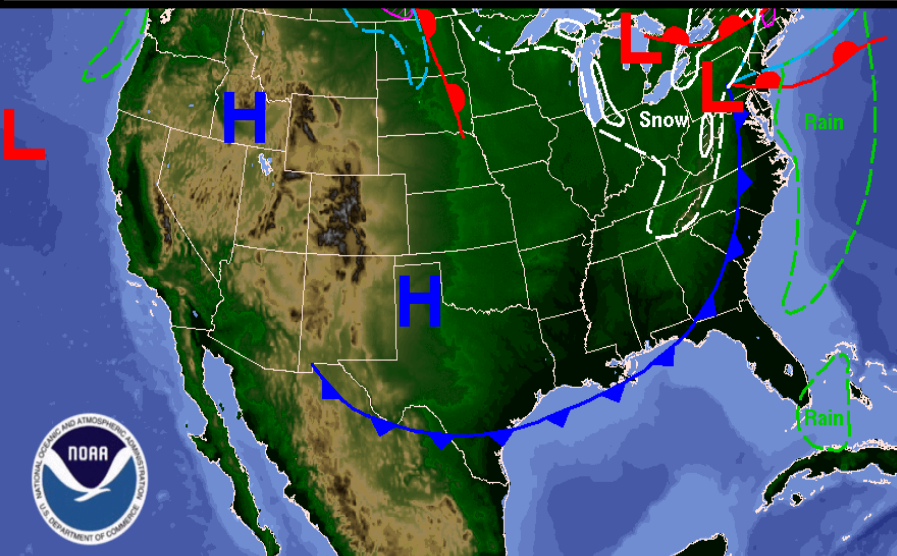 L
L
L
H
Snow
Rain
H
Rain
NATIONAL OCEANIC AND ATMOSPHERIC ADMINISTRATION
NOAA
U.S. DEPARTMENT OF COMMERCE